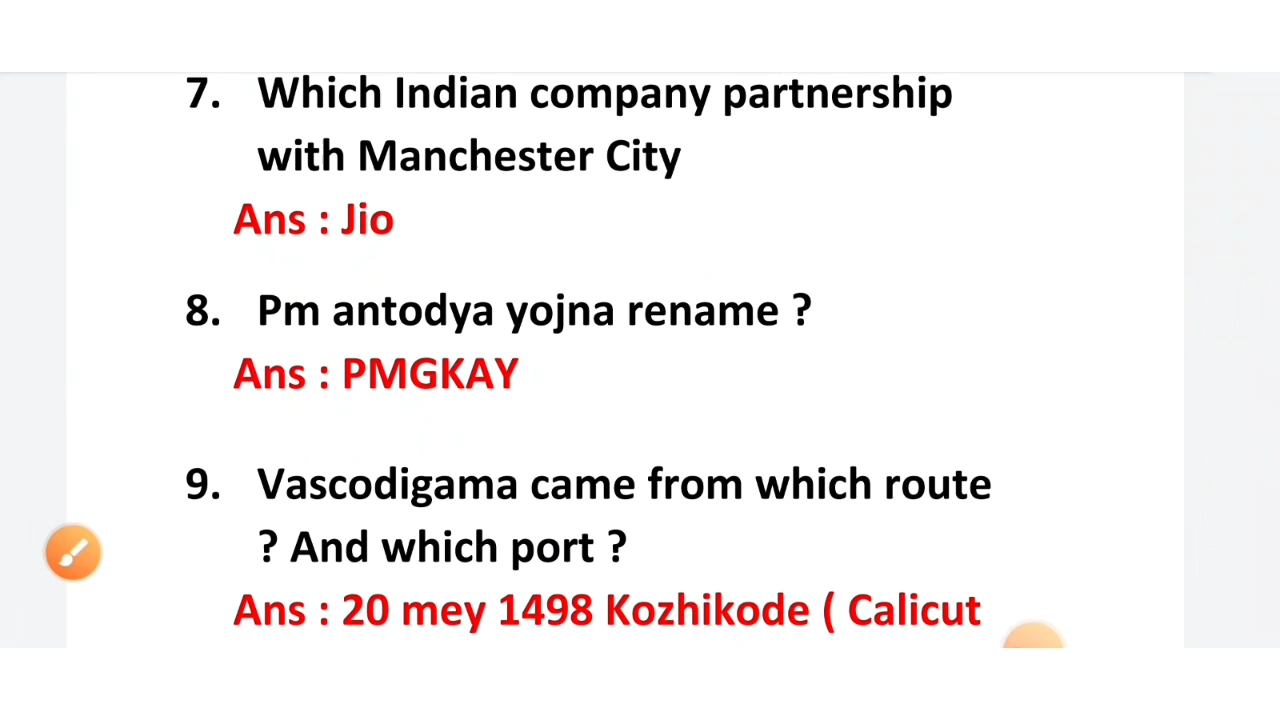 7. Which Indian company partnership
with Manchester City
Ans : Jio
8. Pm antodya yojna rename ?
Ans : PMGKAY
9. Vascodigama came from which route
? And which port ?
Ans : 20 mey 1498 Kozhikode ( Calicut